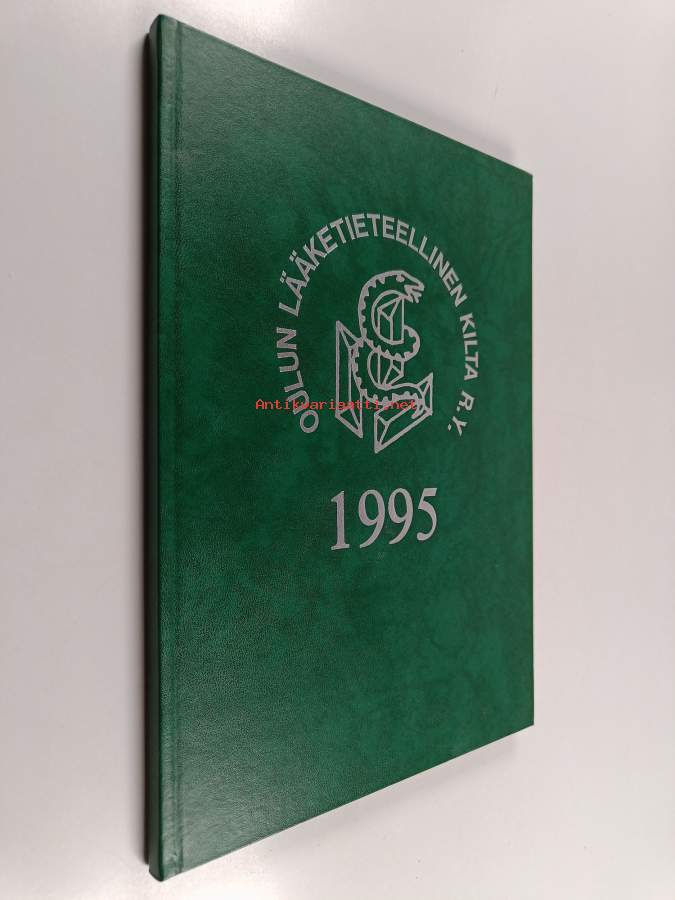 OULUN LÄÄKETIETEELLINEN KILTA R.Y.
Antikvariaatti.net
1995